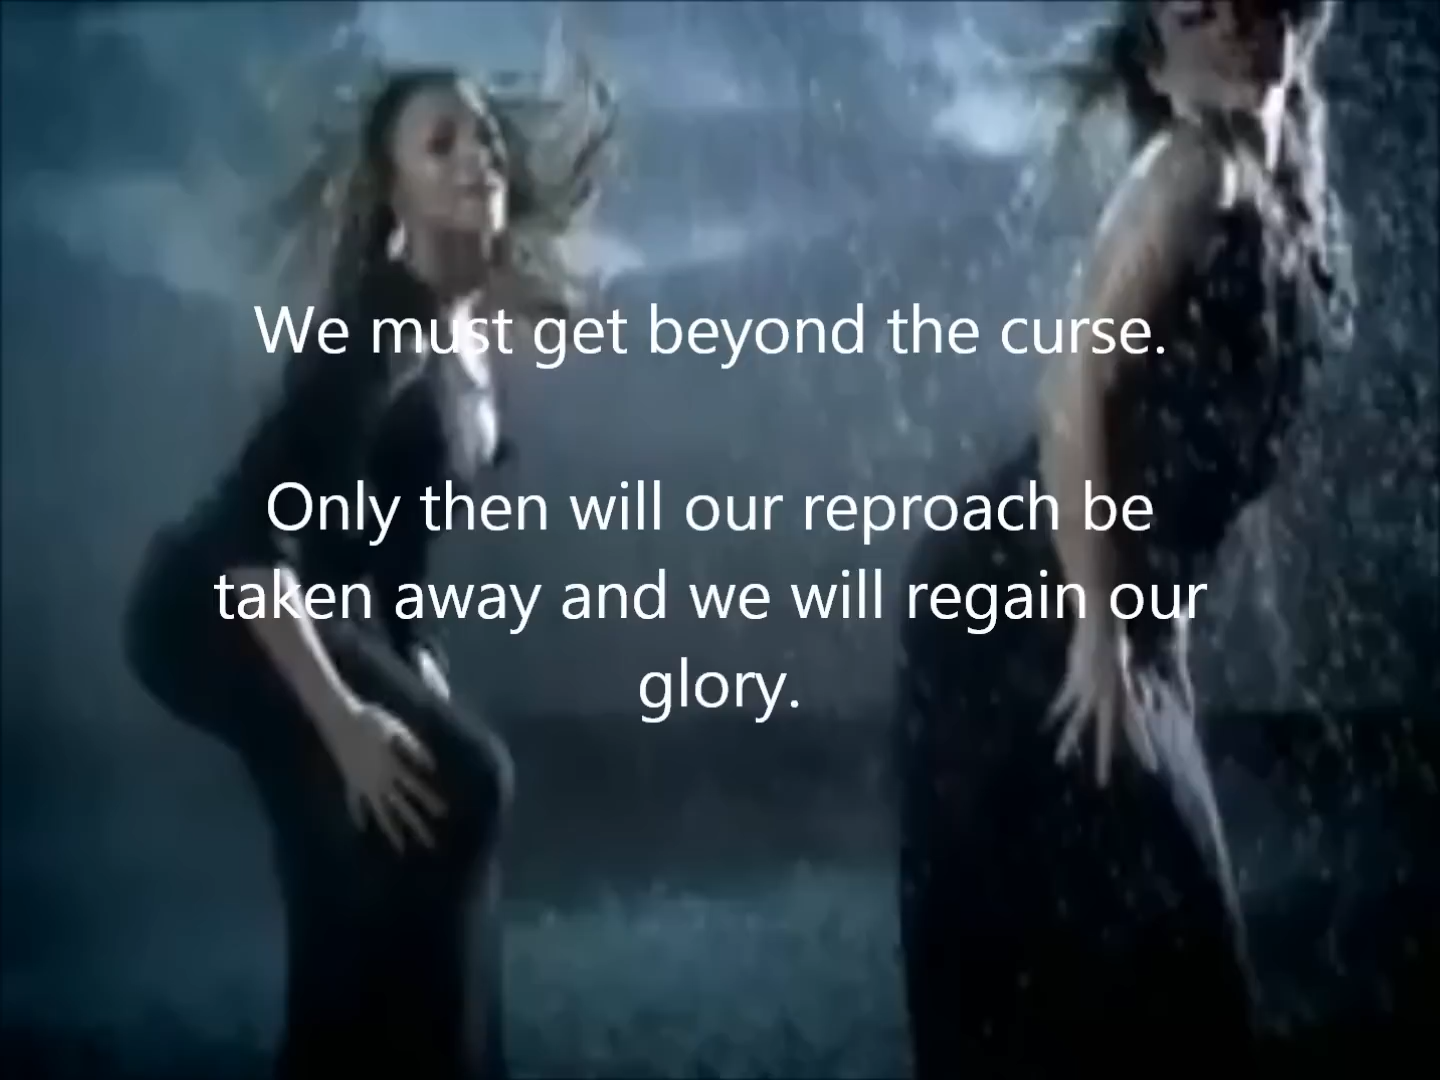 We must get beyond the curse.
Only then will our reproach be
taken away and we will regain our
glory.